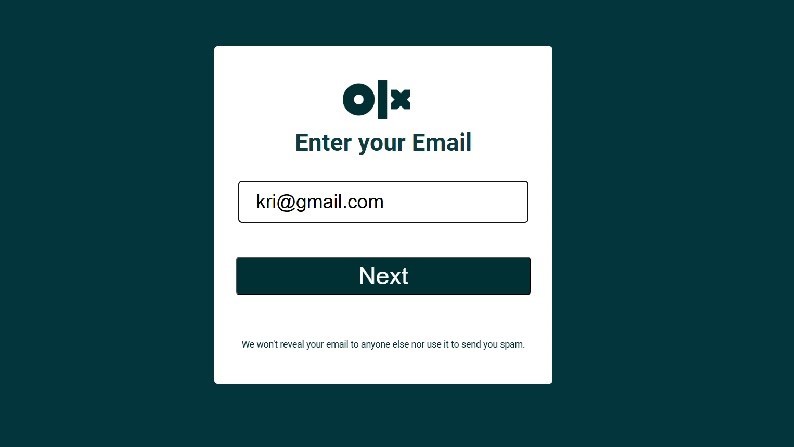 olx
Enter your Email
kri@gmail.com
Next
We won't reveal your email to anyone else nor use it to send you spam.